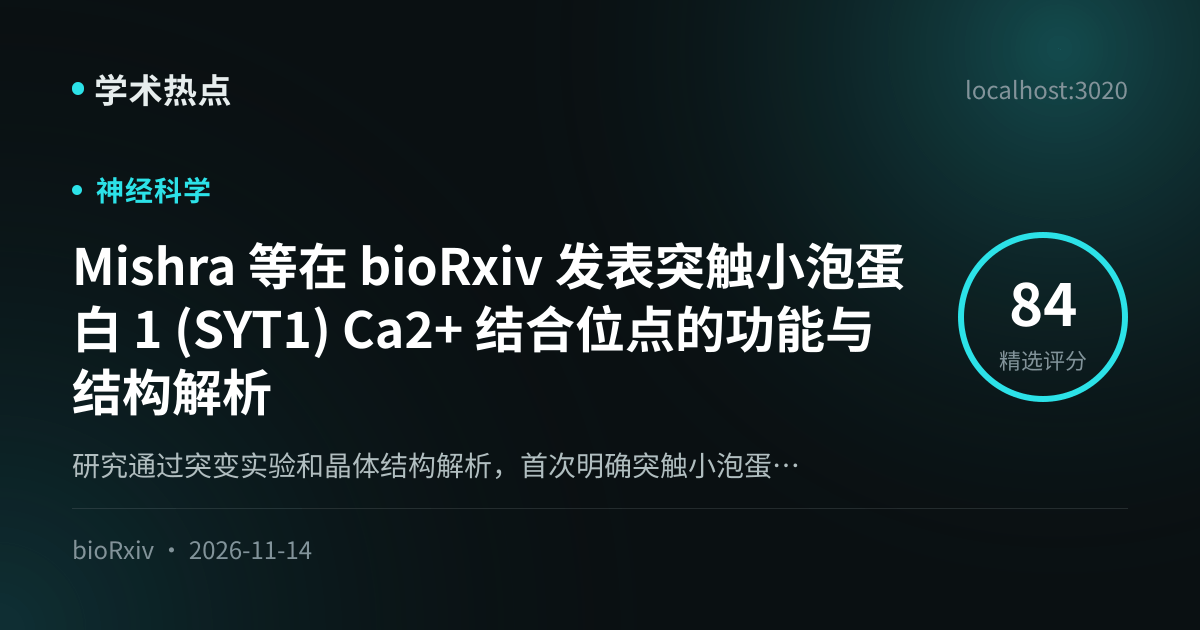 学术热点
localhost:3020
神经科学
Mishra 等在 bioRxiv 发表突触小泡蛋
白 1 (SYT1) Ca2+ 结合位点的功能与
结构解析
84
精选评分
研究通过突变实验和晶体结构解析，首次明确突触小泡蛋…
bioRxiv · 2026-11-14